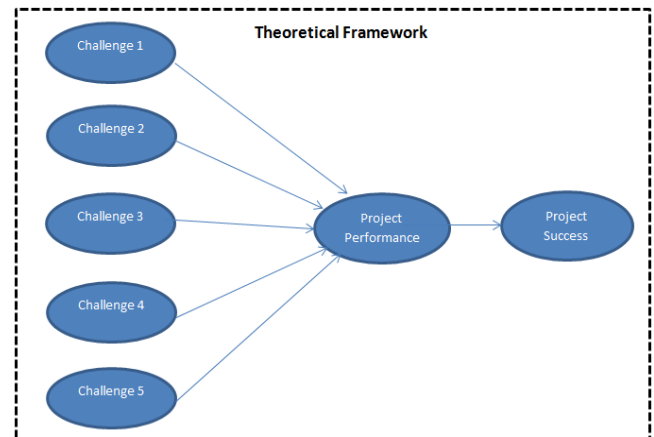 Theoretical Framework
Challenge 1
Challenge 2
Challenge 3
Challenge 4
Challenge 5
Project
Performance
Project
Success